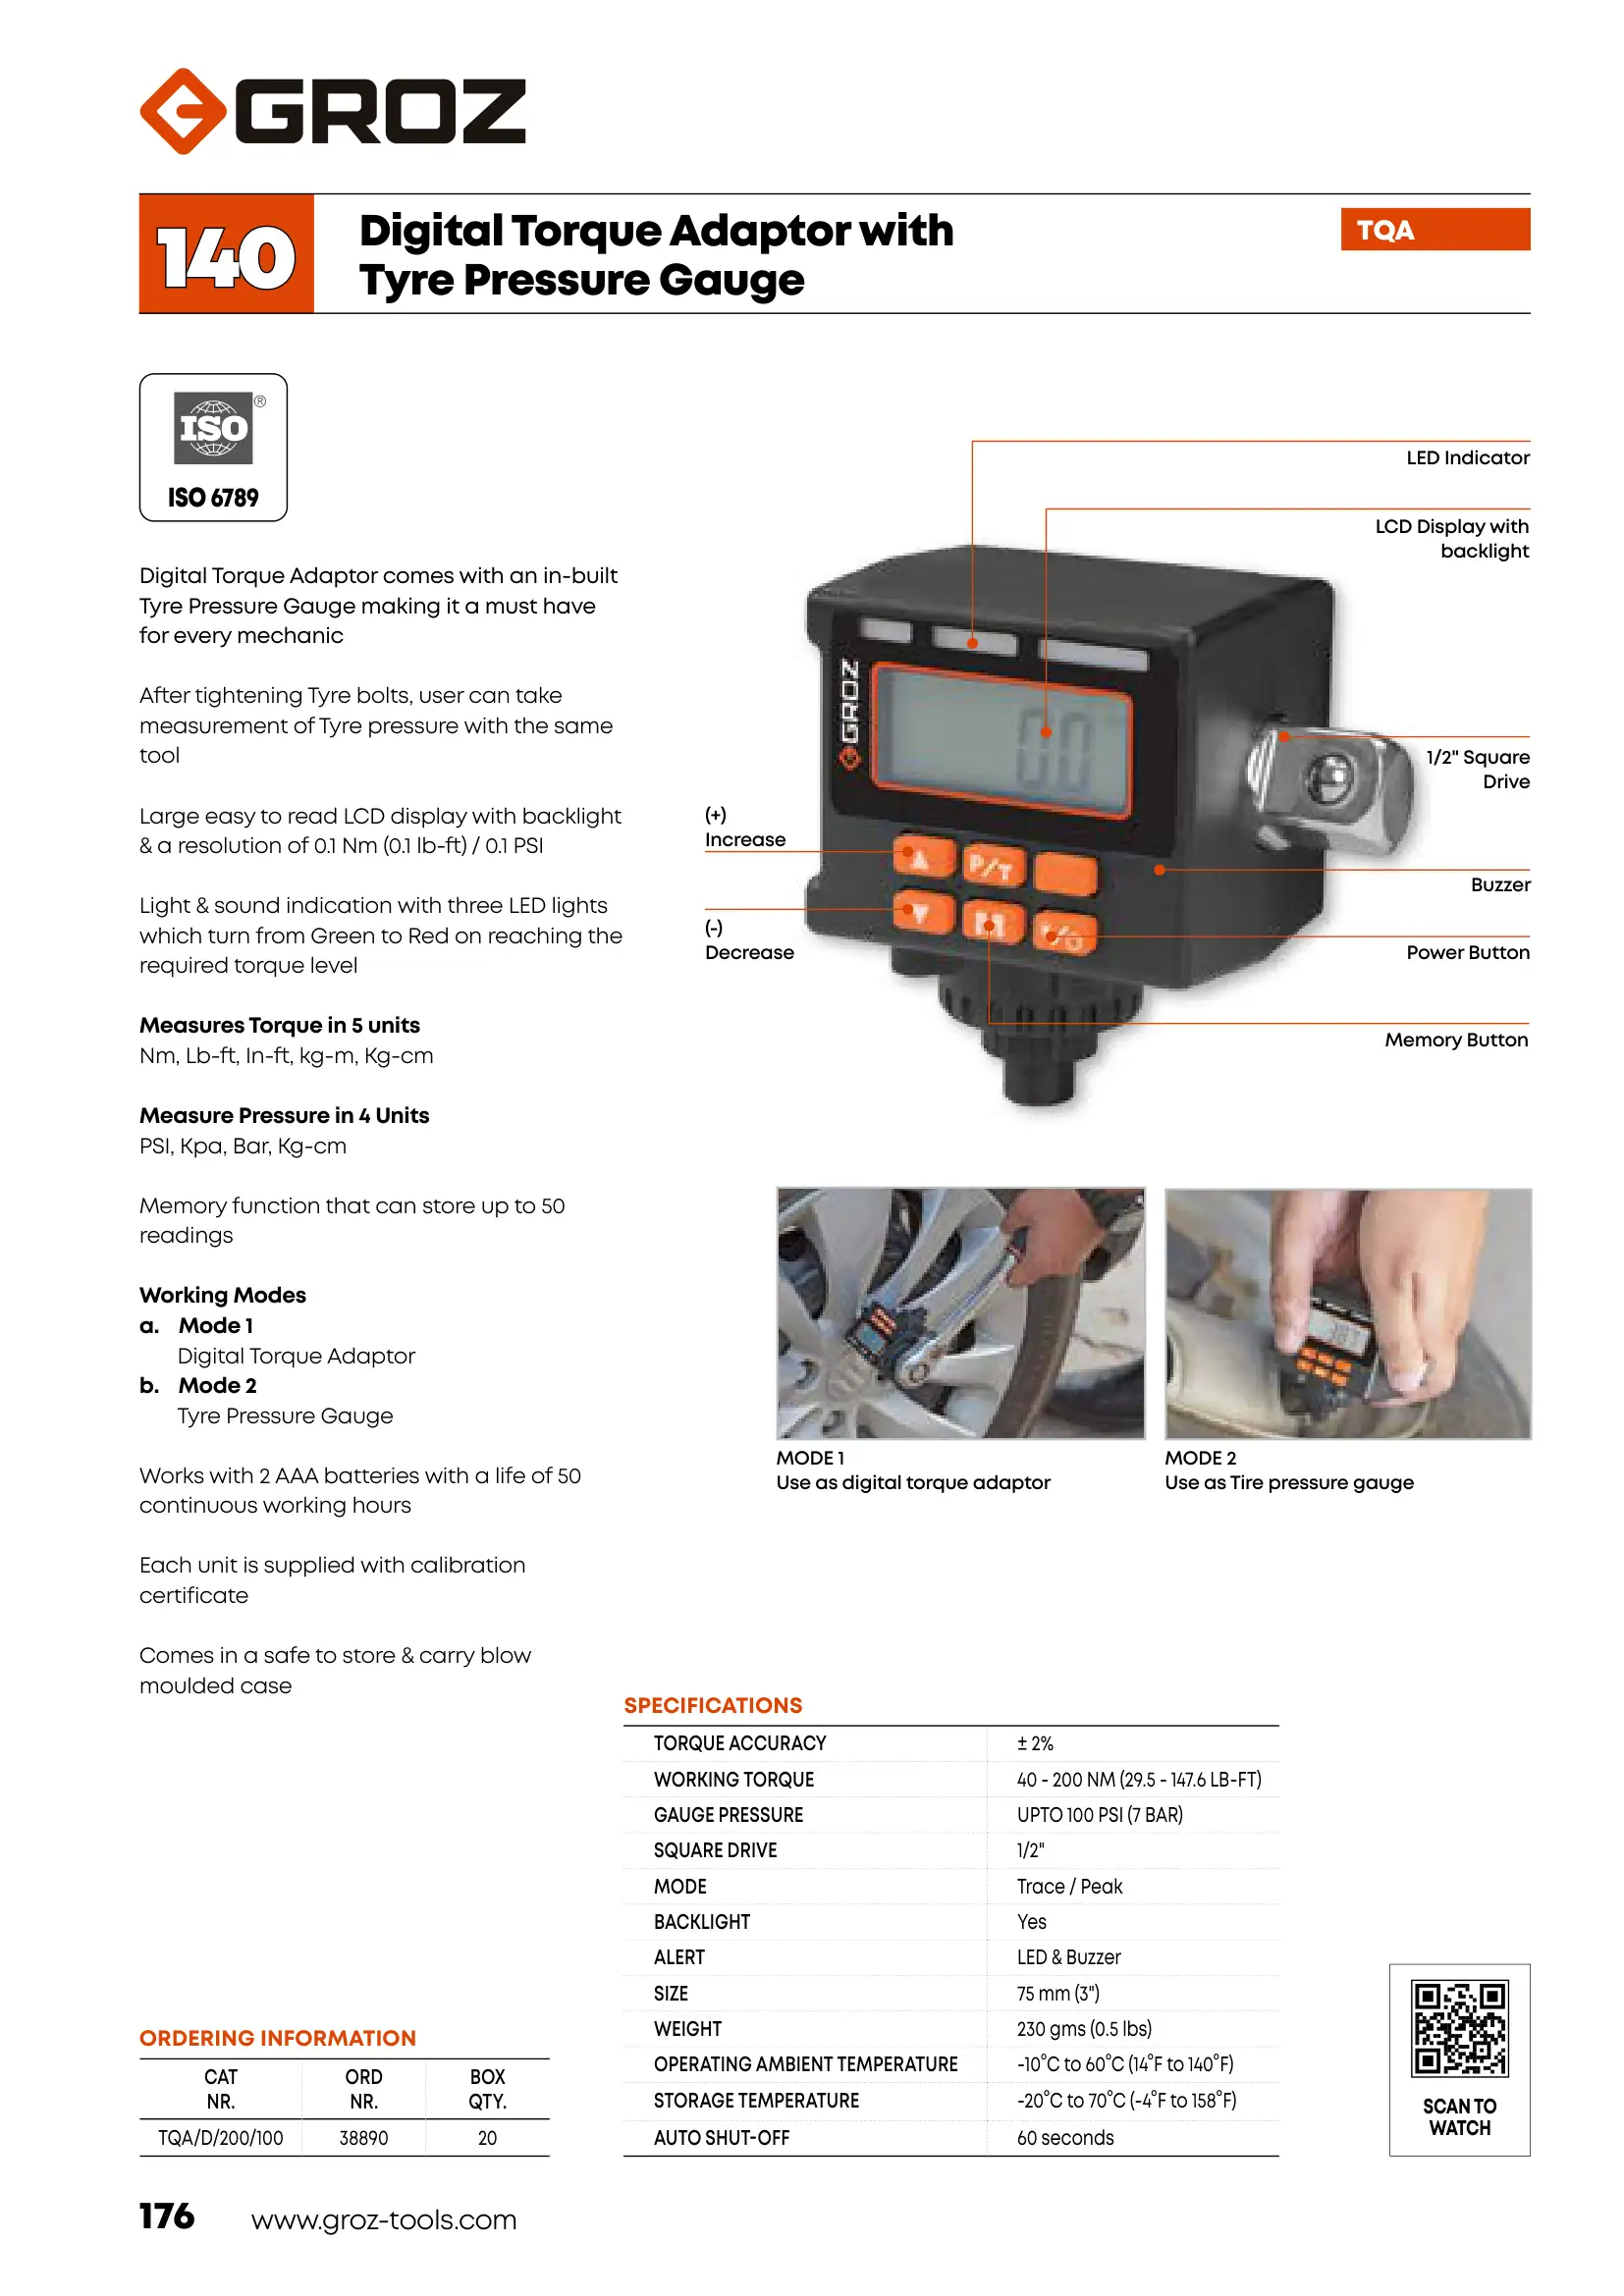 GROZ
140
Digital Torque Adaptor with
Tyre Pressure Gauge
TQA
ISO ®
ISO 6789
Digital Torque Adaptor comes with an in-built
Tyre Pressure Gauge making it a must have
for every mechanic
After tightening Tyre bolts, user can take
measurement of Tyre pressure with the same
tool
Large easy to read LCD display with backlight
& a resolution of 0.1 Nm (0.1 lb-ft) / 0.1 PSI
Light & sound indication with three LED lights
which turn from Green to Red on reaching the
required torque level
Measures Torque in 5 units
Nm, Lb-ft, In-ft, kg-m, Kg-cm
Measure Pressure in 4 Units
PSI, Kpa, Bar, Kg-cm
Memory function that can store up to 50
readings
Working Modes
a. Mode 1
Digital Torque Adaptor
b. Mode 2
Tyre Pressure Gauge
Works with 2 AAA batteries with a life of 50
continuous working hours
Each unit is supplied with calibration
certificate
Comes in a safe to store & carry blow
moulded case
LED Indicator
LCD Display with
backlight
1/2" Square
Drive
Buzzer
Power Button
Memory Button
(+)
Increase
(-)
Decrease
GROZ
0.0
P/T
M
MODE 1
Use as digital torque adaptor
MODE 2
Use as Tire pressure gauge
SPECIFICATIONS
TORQUE ACCURACY ± 2%
WORKING TORQUE 40 - 200 NM (29.5 - 147.6 LB-FT)
GAUGE PRESSURE UPTO 100 PSI (7 BAR)
SQUARE DRIVE 1/2"
MODE Trace / Peak
BACKLIGHT Yes
ALERT LED & Buzzer
SIZE 75 mm (3")
WEIGHT 230 gms (0.5 lbs)
OPERATING AMBIENT TEMPERATURE -10°C to 60°C (14°F to 140°F)
STORAGE TEMPERATURE -20°C to 70°C (-4°F to 158°F)
AUTO SHUT-OFF 60 seconds
ORDERING INFORMATION
CAT NR. ORD NR. BOX QTY.
TQA/D/200/100 38890 20
SCAN TO
WATCH
176 www.groz-tools.com